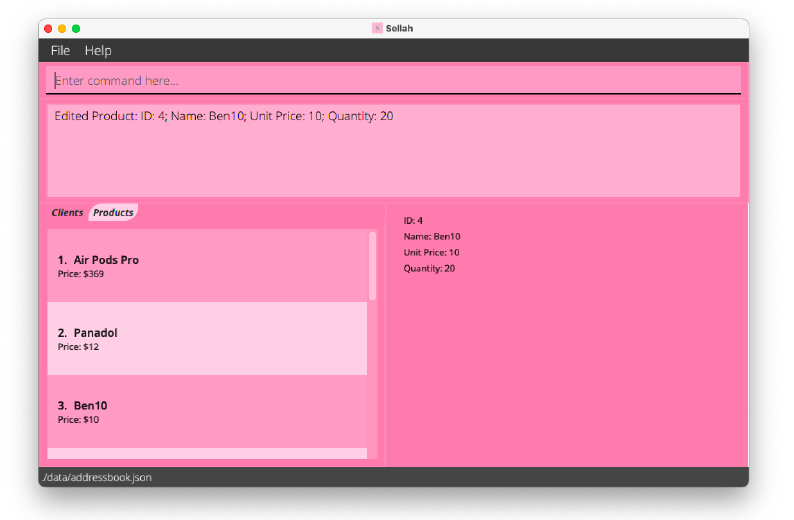 Sellah
File Help
Enter command here...
Edited Product: ID: 4; Name: Ben10; Unit Price: 10; Quantity: 20
Clients Products
1. Air Pods Pro
Price: $369
2. Panadol
Price: $12
3. Ben10
Price: $10
ID: 4
Name: Ben10
Unit Price: 10
Quantity: 20
/data/addressbook.json